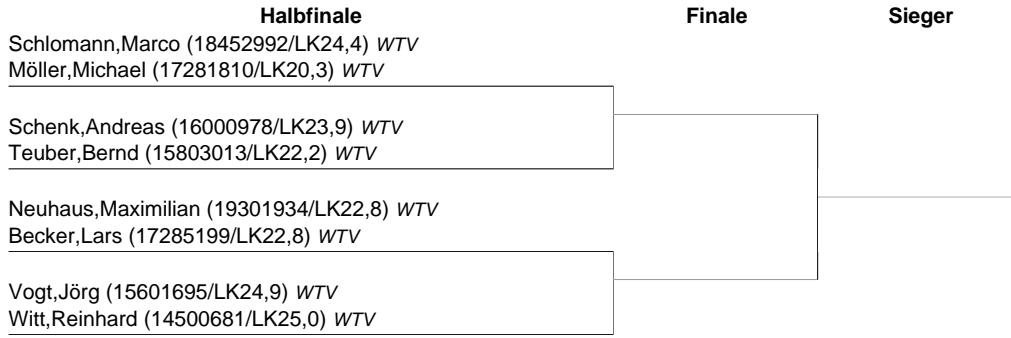 Halbfinale Finale Sieger
Schlomann,Marco (18452992/LK24,4) WTV
Möller,Michael (17281810/LK20,3) WTV
Schenk,Andreas (16000978/LK23,9) WTV
Teuber,Bernd (15803013/LK22,2) WTV
Neuhaus,Maximilian (19301934/LK22,8) WTV
Becker,Lars (17285199/LK22,8) WTV
Vogt,Jörg (15601695/LK24,9) WTV
Witt,Reinhard (14500681/LK25,0) WTV